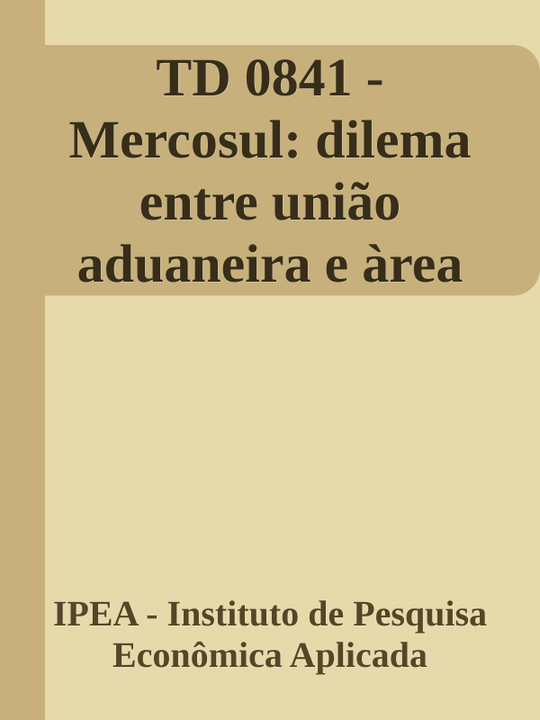 TD 0841 -
Mercosul: dilema
entre união
aduaneira e àrea
IPEA - Instituto de Pesquisa
Econômica Aplicada